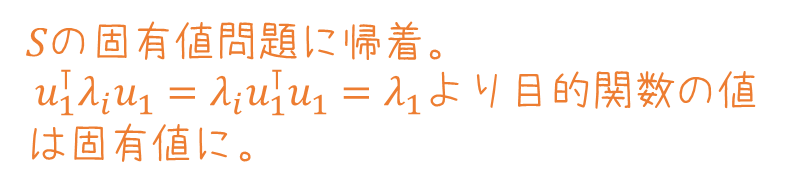 Sの固有値問題に帰着。
u₁ᵀλᵢu₁ = λᵢu₁ᵀu₁ = λ₁より目的関数の値
は固有値に。